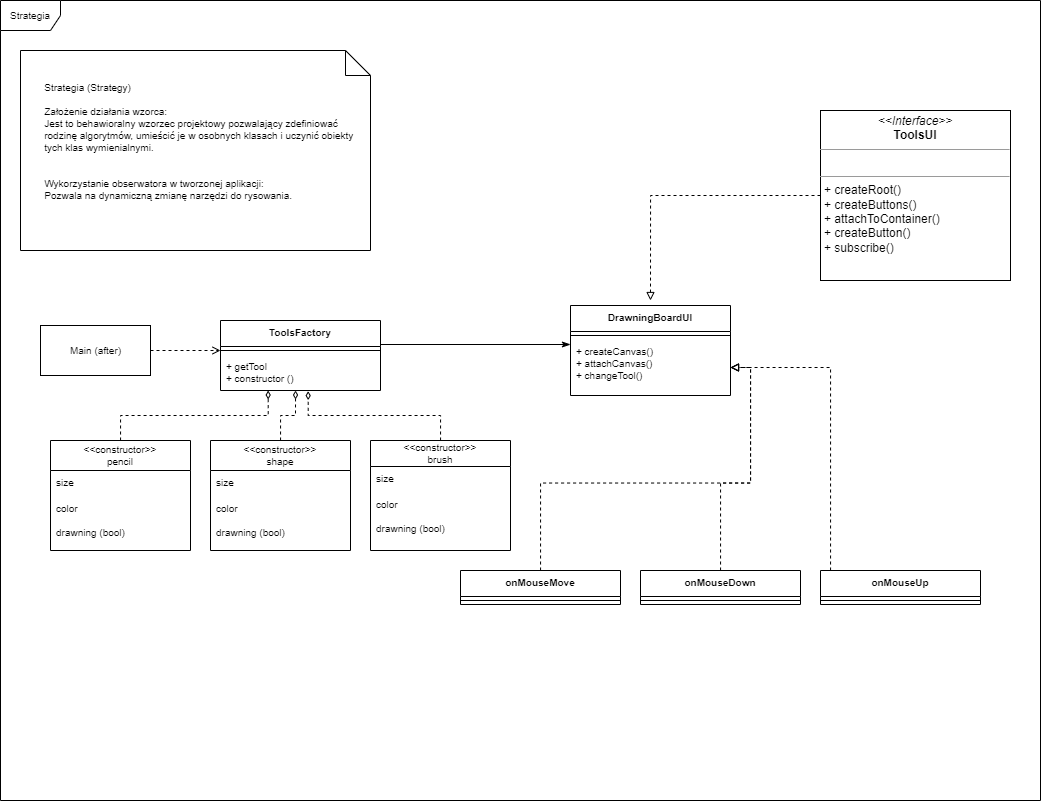 Strategia
Strategia (Strategy)
Założenie działania wzorca:
Jest to behawioralny wzorzec projektowy pozwalający zdefiniować
rodzinę algorytmów, umieścić je w osobnych klasach i uczynić obiekty
tych klas wymienialnymi.
Wykorzystanie obserwatora w tworzonej aplikacji:
Pozwala na dynamiczną zmianę narzędzi do rysowania.
<<Interface>>
ToolsUI
+ createRoot()
+ createButtons()
+ attachToContainer()
+ createButton()
+ subscribe()
Main (after)
ToolsFactory
+ getTool
+ constructor ()
DrawningBoardUI
+ createCanvas()
+ attachCanvas()
+ changeTool()
<<constructor>>
pencil
size
color
drawning (bool)
<<constructor>>
shape
size
color
drawning (bool)
<<constructor>>
brush
size
color
drawning (bool)
onMouseMove
onMouseDown
onMouseUp